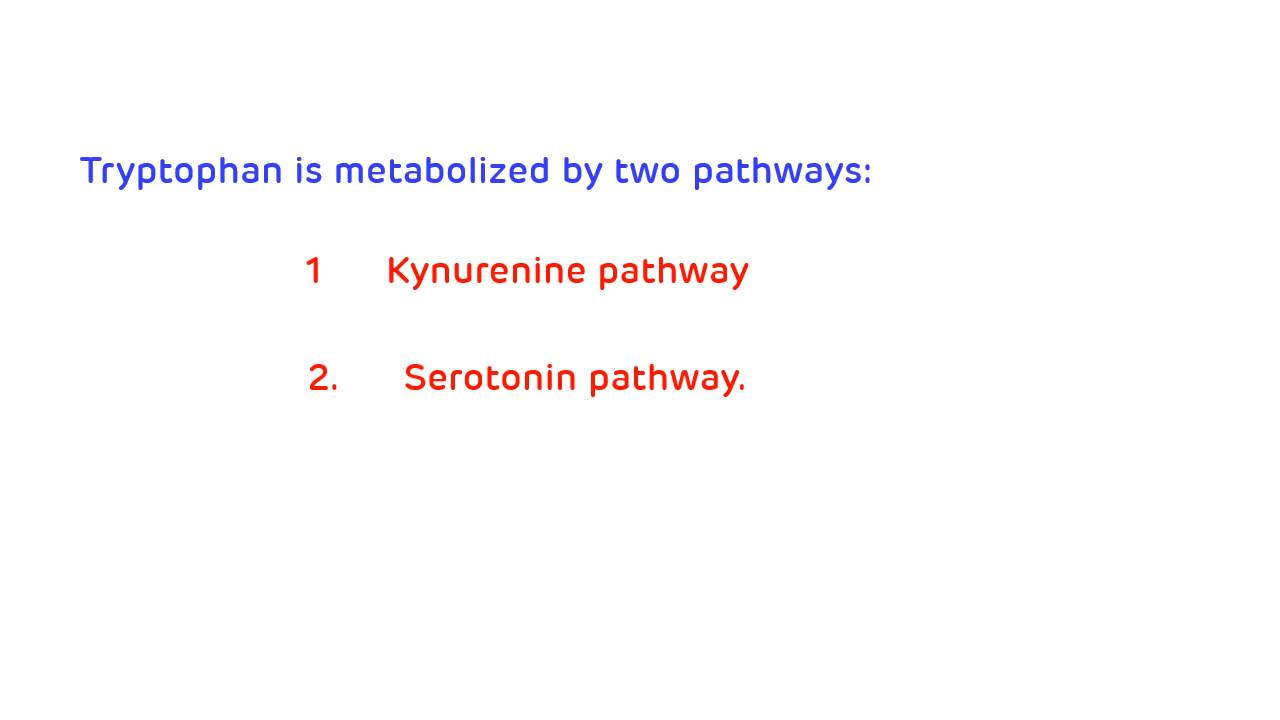 Tryptophan is metabolized by two pathways:
1 Kynurenine pathway
2. Serotonin pathway.